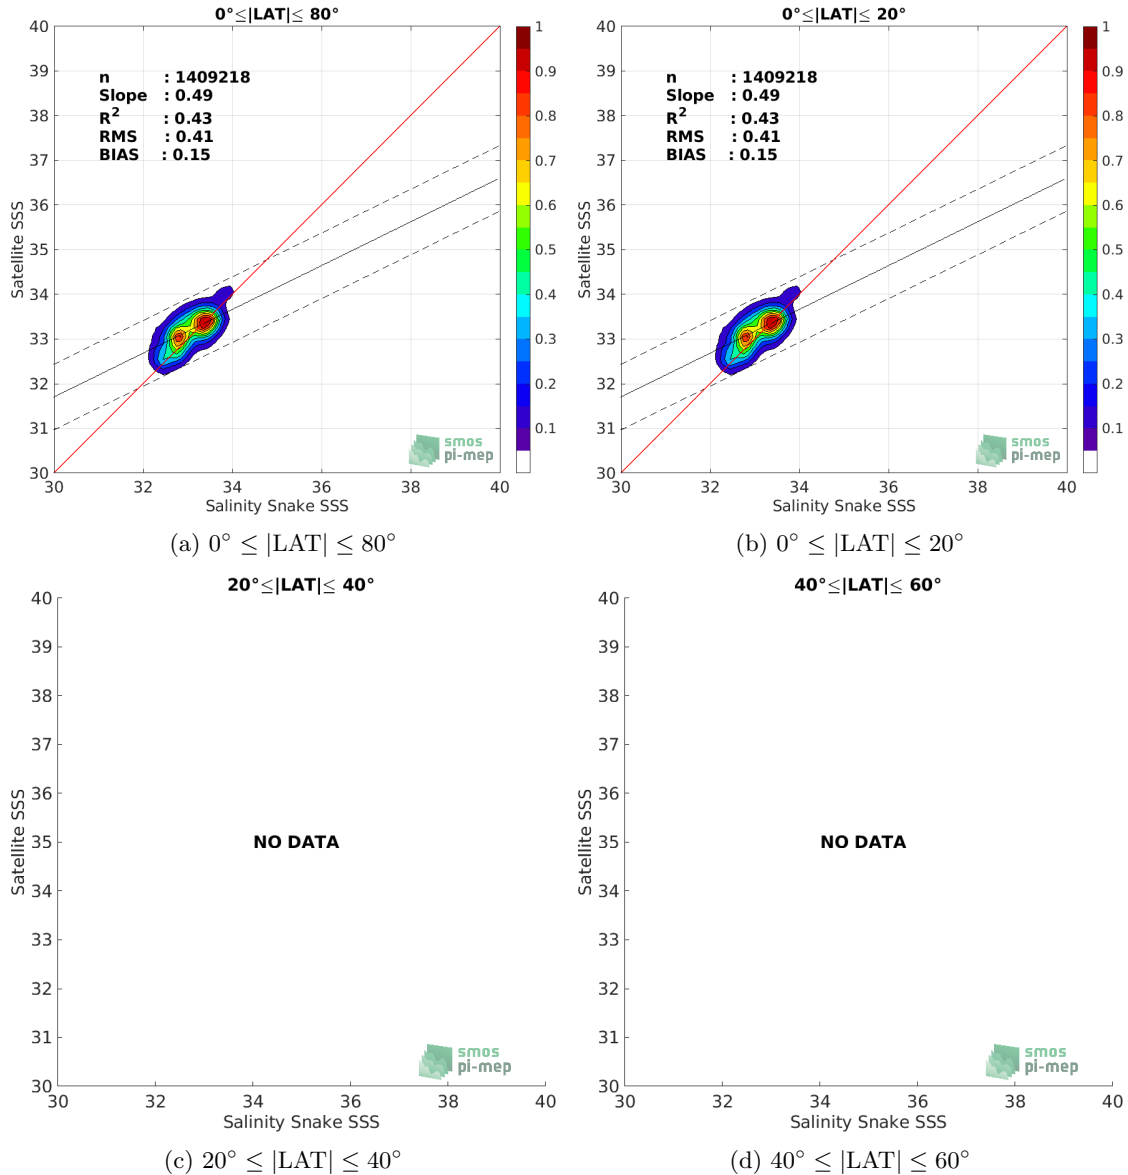 0°≤|LAT|≤ 80°
40
39
38
37
36
35
34
33
32
31
30
Satellite SSS
n : 1409218
Slope : 0.49
R² : 0.43
RMS : 0.41
BIAS : 0.15
1
0.9
0.8
0.7
0.6
0.5
0.4
0.3
0.2
0.1
smos
pi-mep
30 32 34 36 38 40
Salinity Snake SSS
(a) 0° ≤ |LAT| ≤ 80°
0°≤|LAT|≤ 20°
40
39
38
37
36
35
34
33
32
31
30
Satellite SSS
n : 1409218
Slope : 0.49
R² : 0.43
RMS : 0.41
BIAS : 0.15
1
0.9
0.8
0.7
0.6
0.5
0.4
0.3
0.2
0.1
smos
pi-mep
30 32 34 36 38 40
Salinity Snake SSS
(b) 0° ≤ |LAT| ≤ 20°
20°≤|LAT|≤ 40°
40
39
38
37
36
35
34
33
32
31
30
Satellite SSS
NO DATA
smos
pi-mep
30 32 34 36 38 40
Salinity Snake SSS
(c) 20° ≤ |LAT| ≤ 40°
40°≤|LAT|≤ 60°
40
39
38
37
36
35
34
33
32
31
30
Satellite SSS
NO DATA
smos
pi-mep
30 32 34 36 38 40
Salinity Snake SSS
(d) 40° ≤ |LAT| ≤ 60°